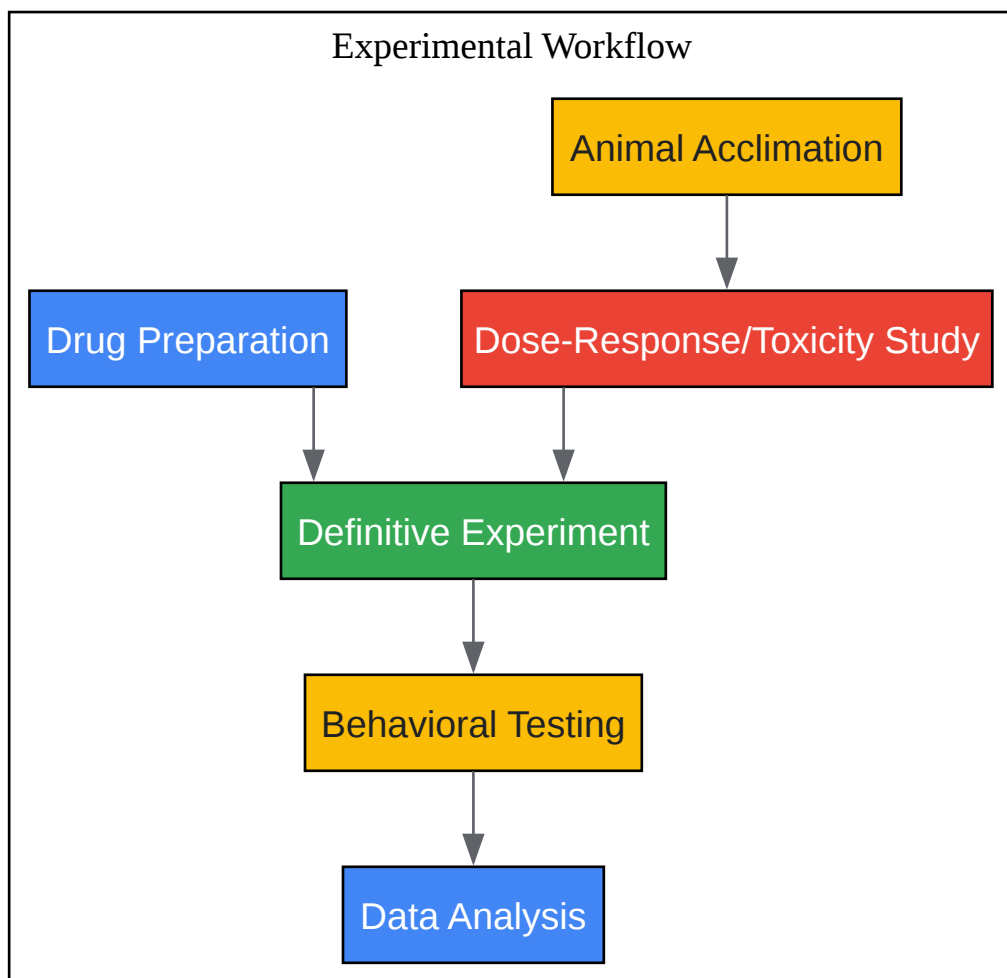 Experimental Workflow
Animal Acclimation
Drug Preparation
Dose-Response/Toxicity Study
Definitive Experiment
Behavioral Testing
Data Analysis